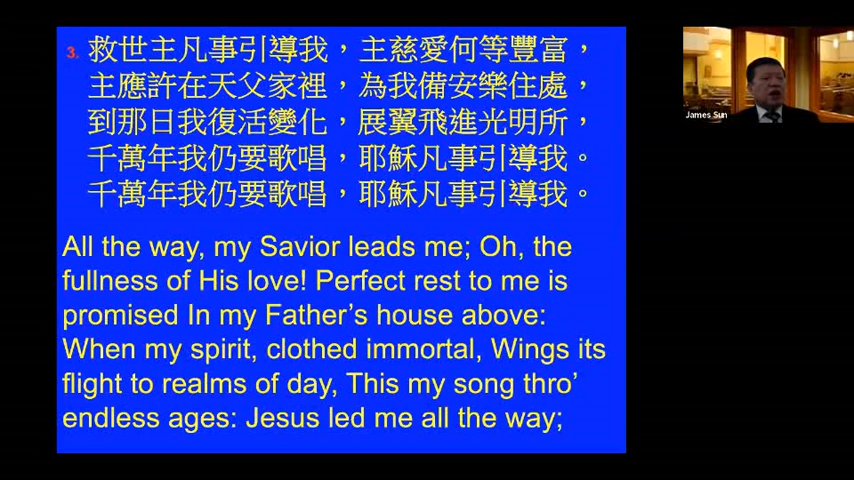 3. 救世主凡事引導我，主慈愛何等豐富，
主應許在天父家裡，為我備安樂住處，
到那日我復活變化，展翼飛進光明所，
千萬年我仍要歌唱，耶穌凡事引導我。
千萬年我仍要歌唱，耶穌凡事引導我。
All the way, my Savior leads me; Oh, the
fullness of His love! Perfect rest to me is
promised In my Father’s house above:
When my spirit, clothed immortal, Wings its
flight to realms of day, This my song thro’
endless ages: Jesus led me all the way;
James Sun